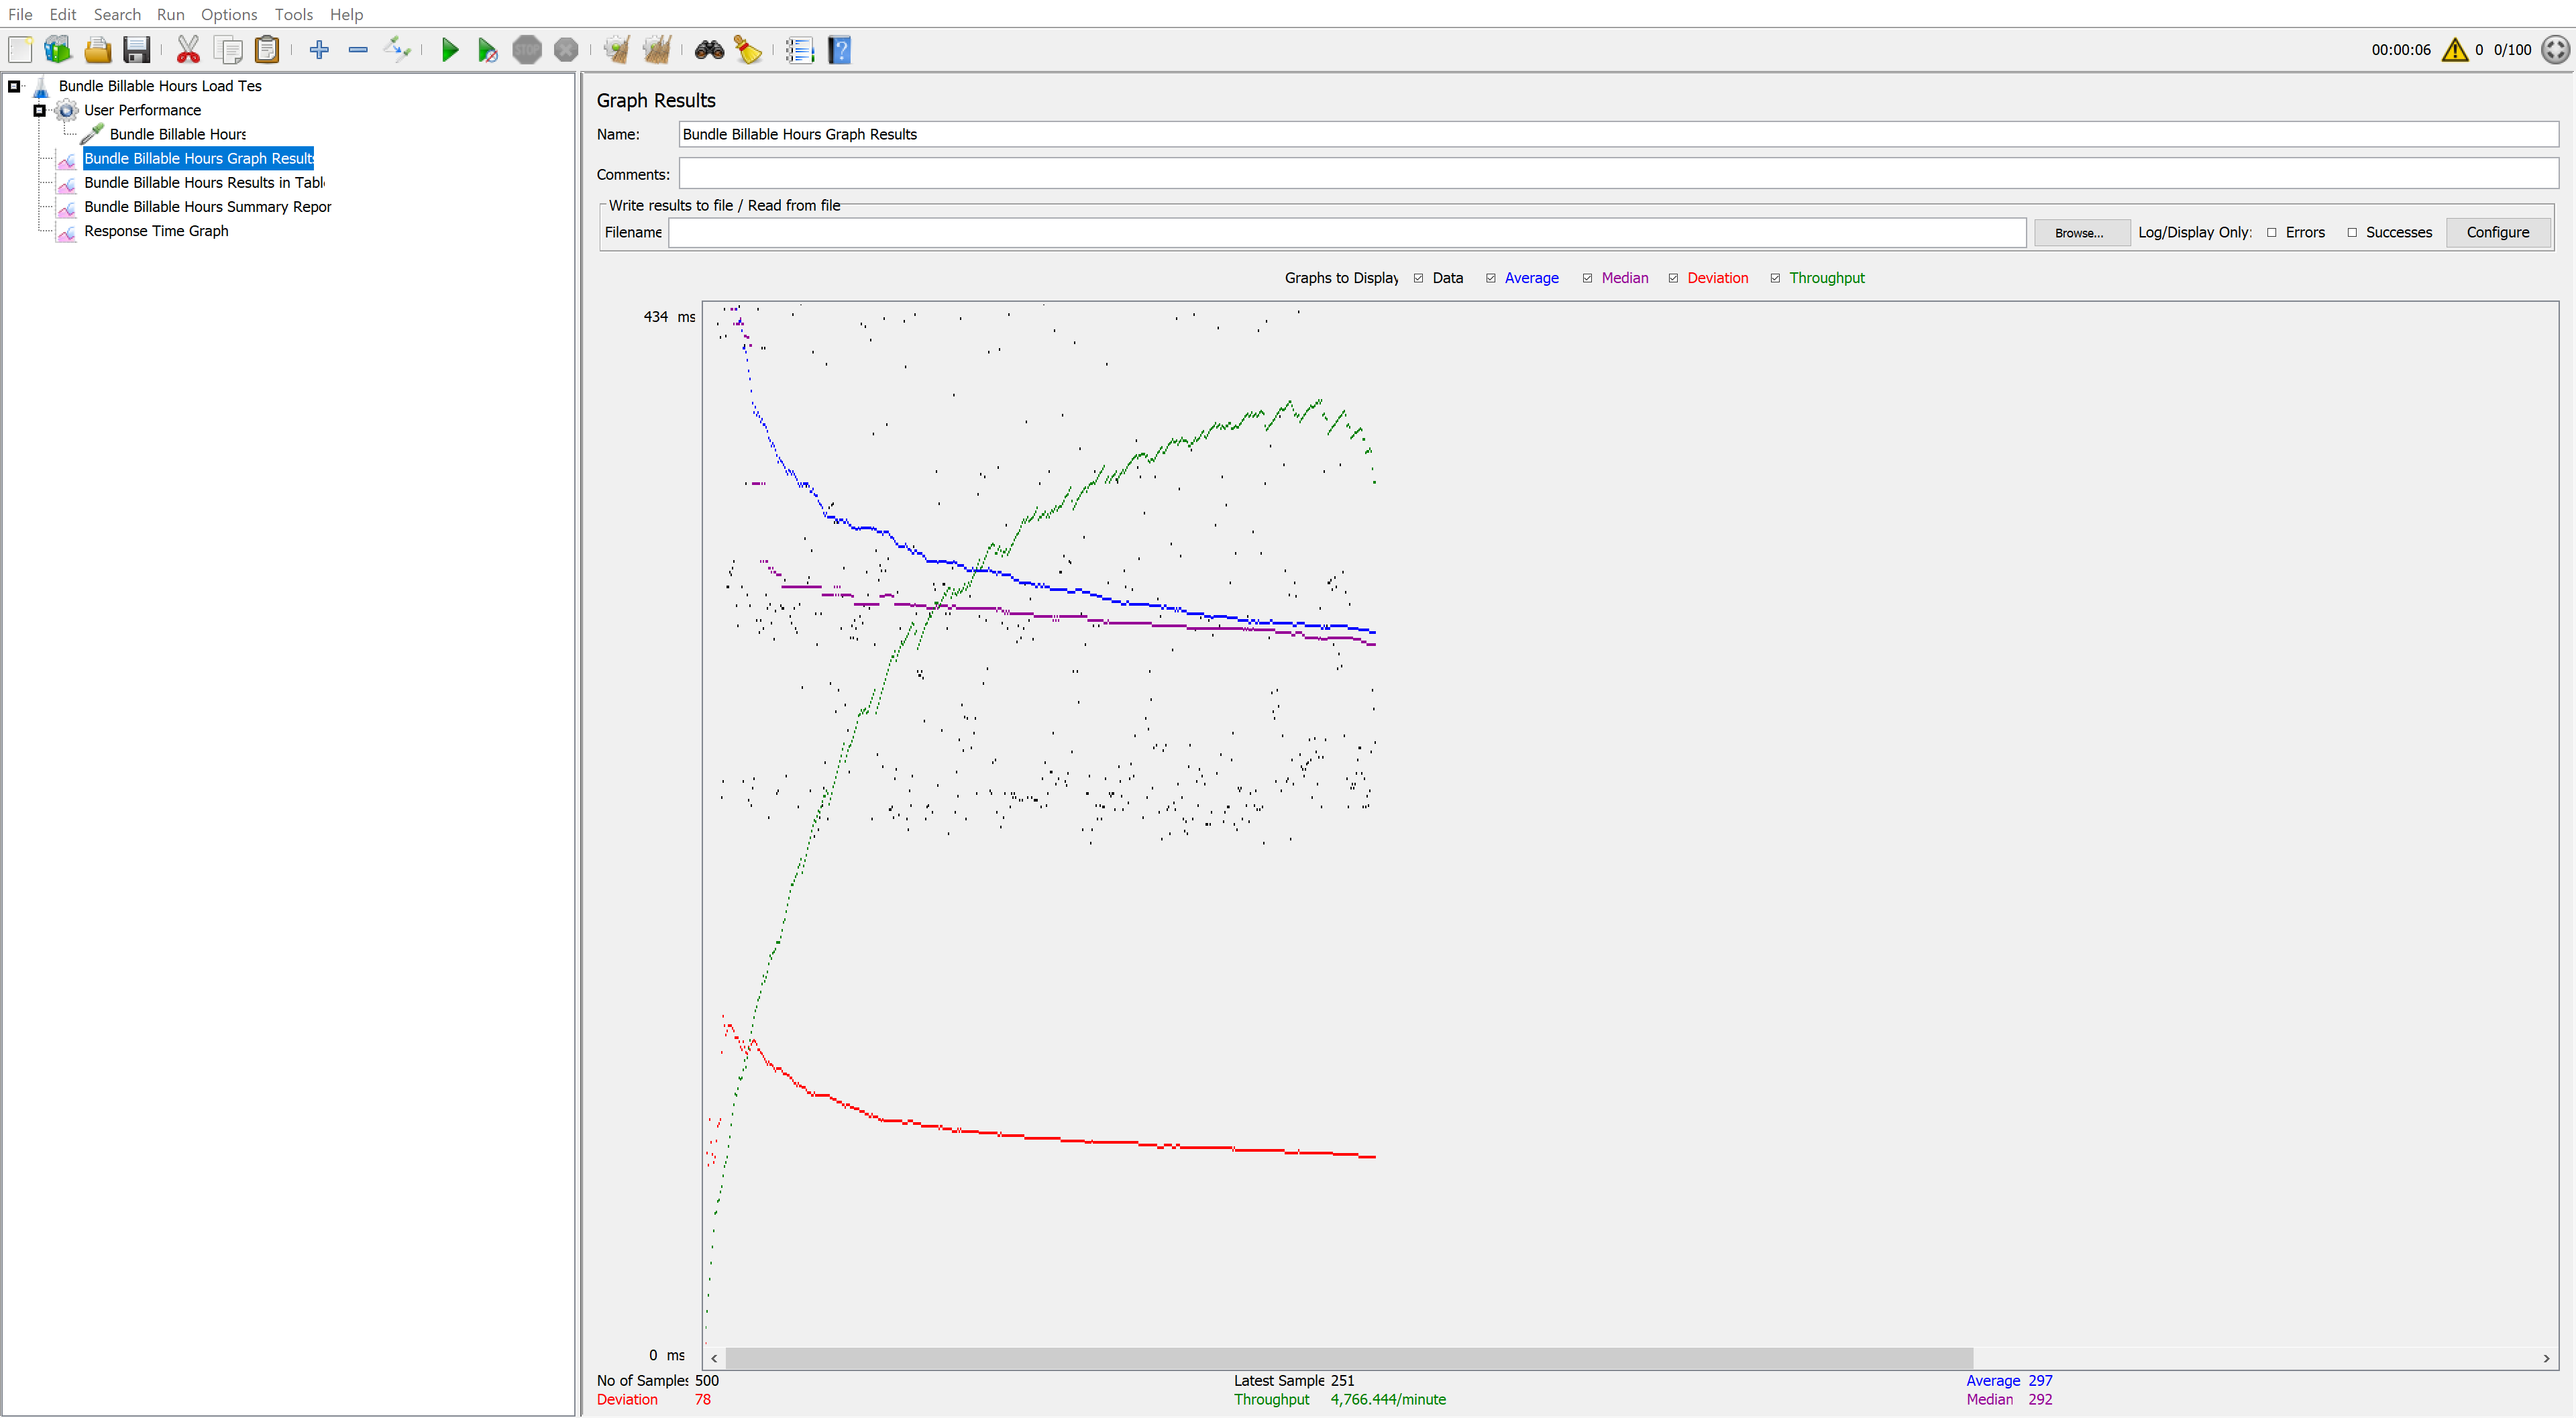 File Edit Search Run Options Tools Help
STOP
?
00:00:06 0 0/100
Bundle Billable Hours Load Tes
User Performance
Bundle Billable Hours
Bundle Billable Hours Graph Results
Bundle Billable Hours Results in Tabl
Bundle Billable Hours Summary Repor
Response Time Graph
Graph Results
Name: Bundle Billable Hours Graph Results
Comments:
Write results to file / Read from file
Filename Browse... Log/Display Only: Errors Successes Configure
Graphs to Display Data Average Median Deviation Throughput
434 ms
0 ms
No of Samples 500 Latest Sample 251 Average 297
Deviation 78 Throughput 4,766.444/minute Median 292